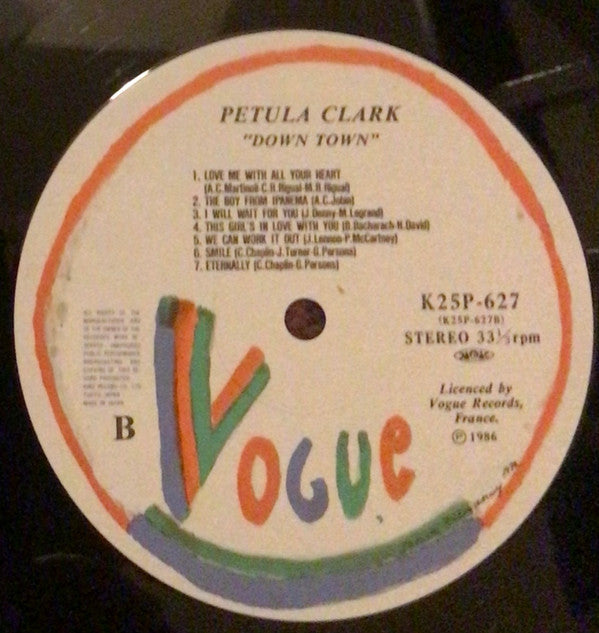 PETULA CLARK
"DOWN TOWN"
1. LOVE ME WITH ALL YOUR HEART
(A.C.Martinoli-C.R.Rigual-M.R.Rigual)
2. THE BOY FROM IPANEMA (A.C.Jobin)
3. I WILL WAIT FOR YOU (J.Denny-M.Legrand)
4. THIS GIRL'S IN LOVE WITH YOU (B.Bacharach-H.David)
5. WE CAN WORK IT OUT (J.Lennon-P.McCartney)
6. SMILE (C.Chaplin-J.Turner-G.Parsons)
7. ETERNALLY (C.Chaplin-G.Parsons)
K25P-627
(K25P-627B)
STEREO 33⅓rpm
B
Licenced by
Vogue Records,
France.
Ⓟ 1986
VOGUE